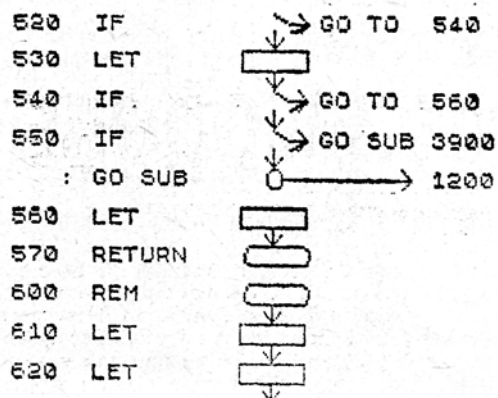 520 IF GO TO 540
530 LET
540 IF GO TO 560
550 IF GO SUB 3900
: GO SUB 1200
560 LET
570 RETURN
600 REM
610 LET
620 LET